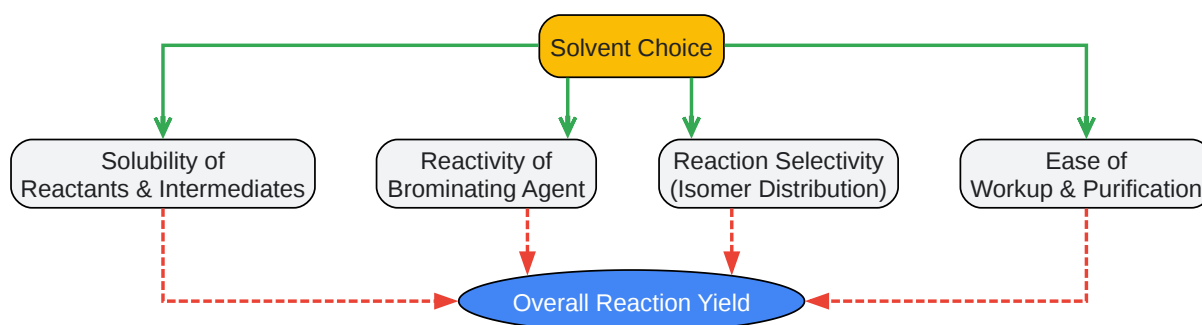 Solvent Choice
Solubility of
Reactants & Intermediates
Reactivity of
Brominating Agent
Reaction Selectivity
(Isomer Distribution)
Ease of
Workup & Purification
Overall Reaction Yield